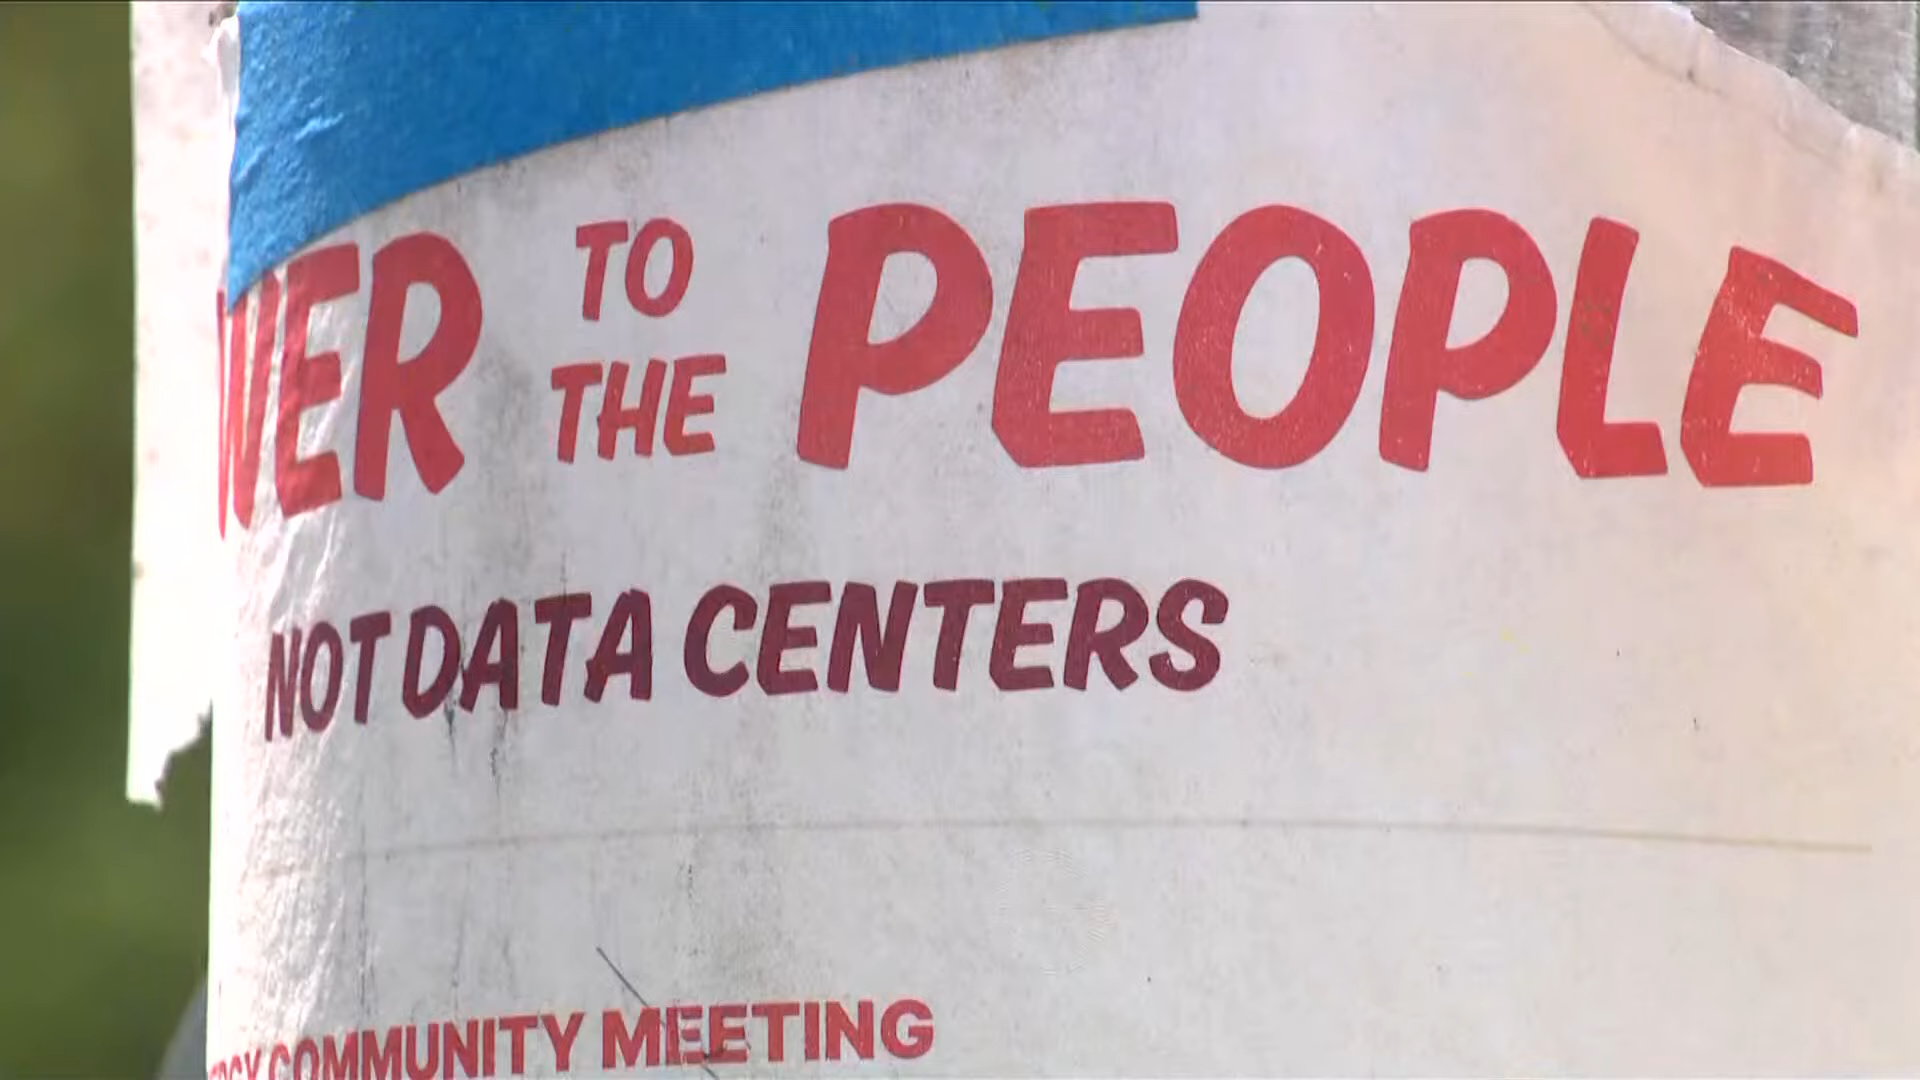 WER TO THE PEOPLE
NOT DATA CENTERS
COMMUNITY MEETING